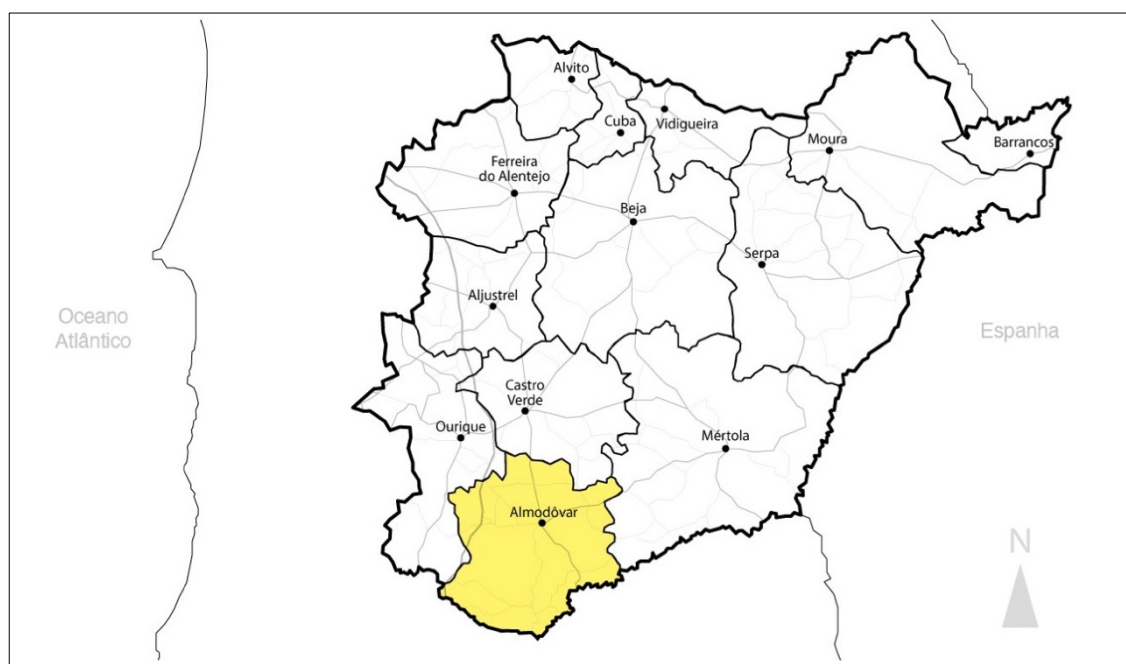 Alvito
Cuba
Vidigueira
Moura
Barrancos
Ferreira
do Alentejo
Beja
Serpa
Aljustrel
Oceano
Atlântico
Espanha
Castro
Verde
Ourique
Mértola
Almodôvar
N